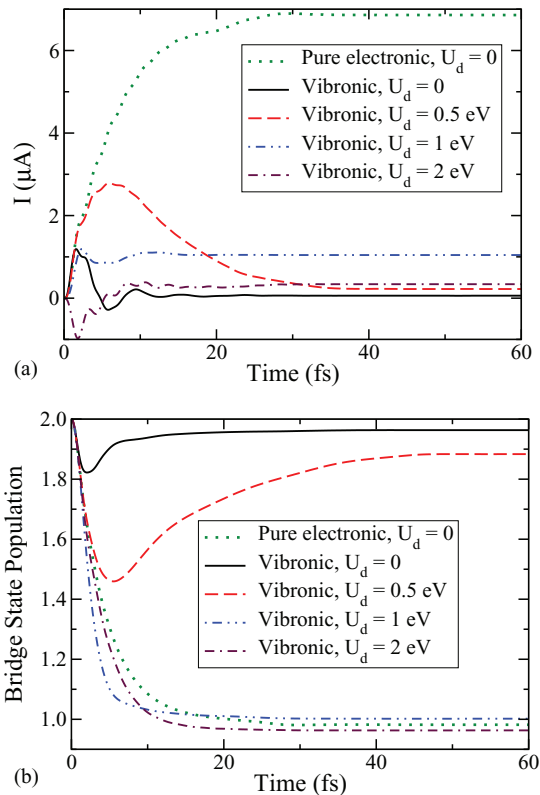 6
4
2
0
I (μA)
Pure electronic, U_d = 0
Vibronic, U_d = 0
Vibronic, U_d = 0.5 eV
Vibronic, U_d = 1 eV
Vibronic, U_d = 2 eV
0 20 40 60
(a) Time (fs)
2.0
1.8
1.6
1.4
1.2
1.0
Bridge State Population
Pure electronic, U_d = 0
Vibronic, U_d = 0
Vibronic, U_d = 0.5 eV
Vibronic, U_d = 1 eV
Vibronic, U_d = 2 eV
0 20 40 60
(b) Time (fs)